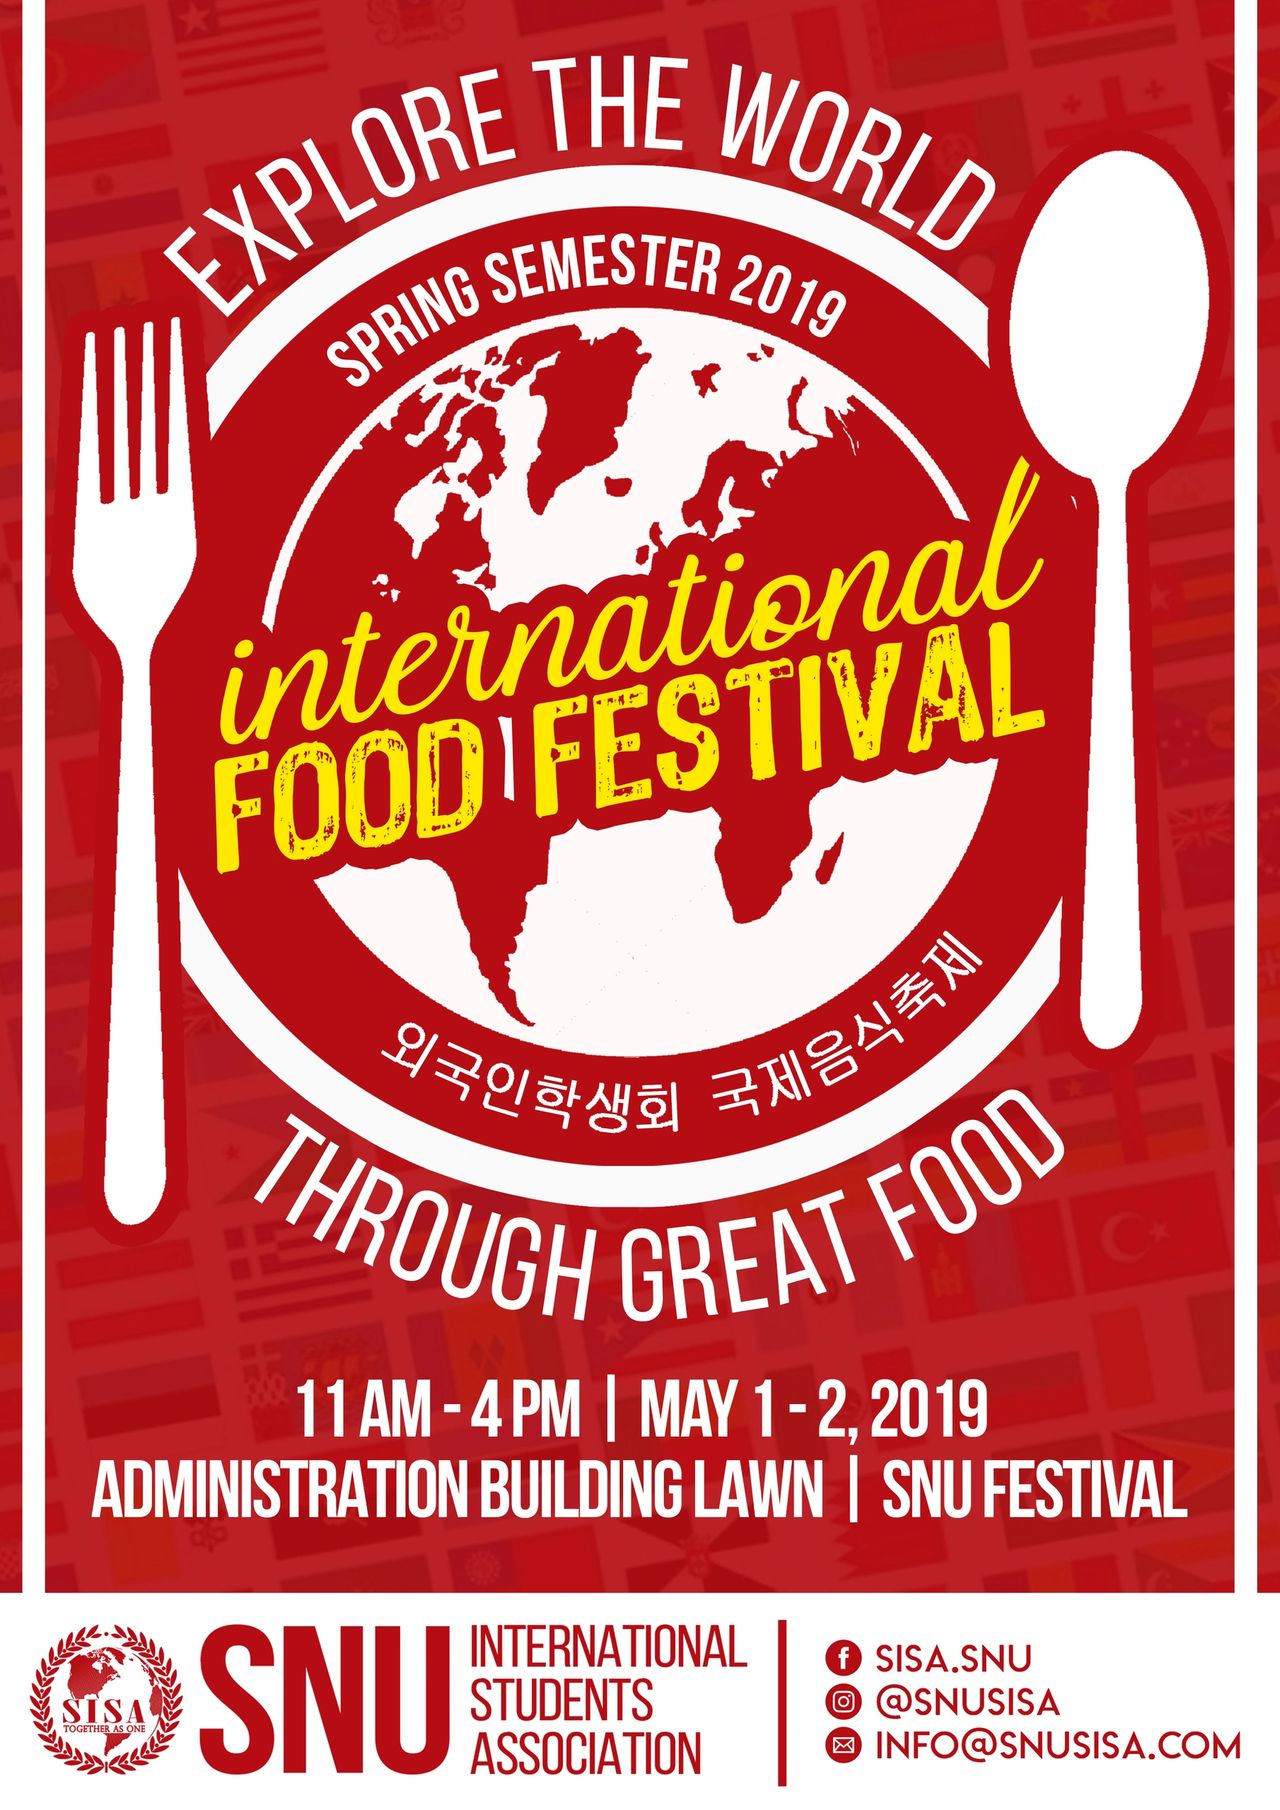 EXPLORE THE WORLD
SPRING SEMESTER 2019
international
FOOD FESTIVAL
외국인학생회 국제음식축제
THROUGH GREAT FOOD
11 AM - 4 PM | MAY 1 - 2, 2019
ADMINISTRATION BUILDING LAWN | SNU FESTIVAL
SISA
TOGETHER AS ONE
SNU
INTERNATIONAL
STUDENTS
ASSOCIATION
SISA.SNU
@SNUSISA
INFO@SNUSISA.COM